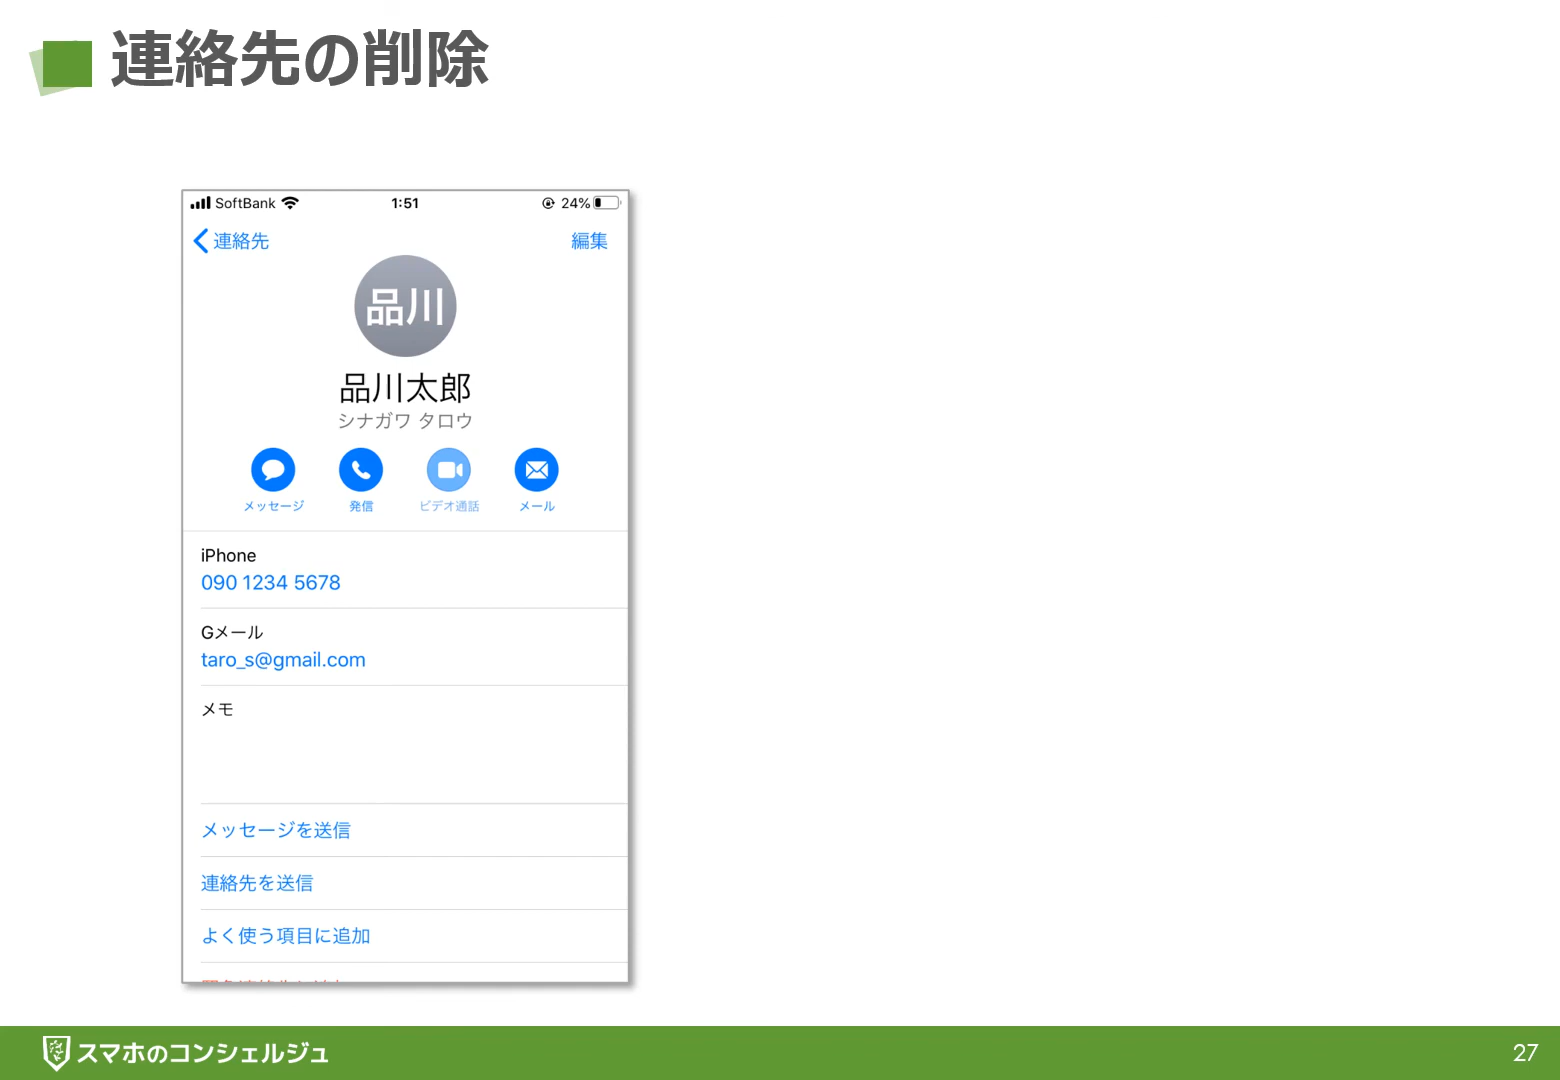 連絡先の削除
SoftBank 1:51 24%
連絡先 編集
品川
品川太郎
シナガワ タロウ
メッセージ 発信 ビデオ通話 メール
iPhone
090 1234 5678
Gメール
taro_s@gmail.com
メモ
メッセージを送信
連絡先を送信
よく使う項目に追加
スマホのコンシェルジュ
27